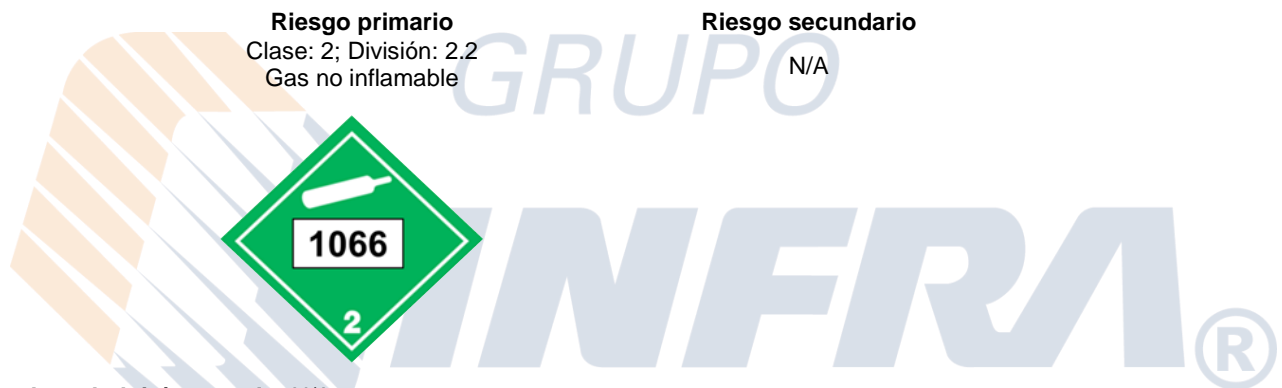 Riesgo primario
Clase: 2; División: 2.2
Gas no inflamable
Riesgo secundario
N/A
GRUPO
INFRA®
1066
2